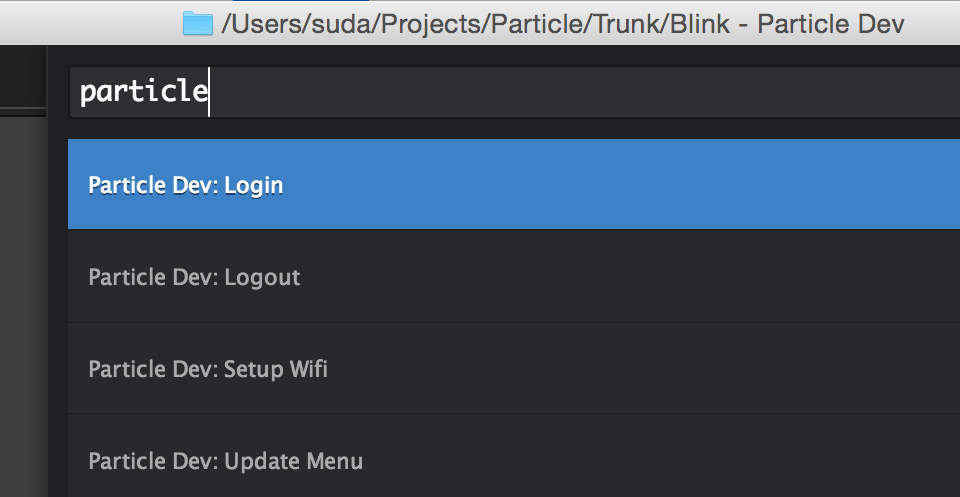 /Users/suda/Projects/Particle/Trunk/Blink - Particle Dev
particle
Particle Dev: Login
Particle Dev: Logout
Particle Dev: Setup Wifi
Particle Dev: Update Menu